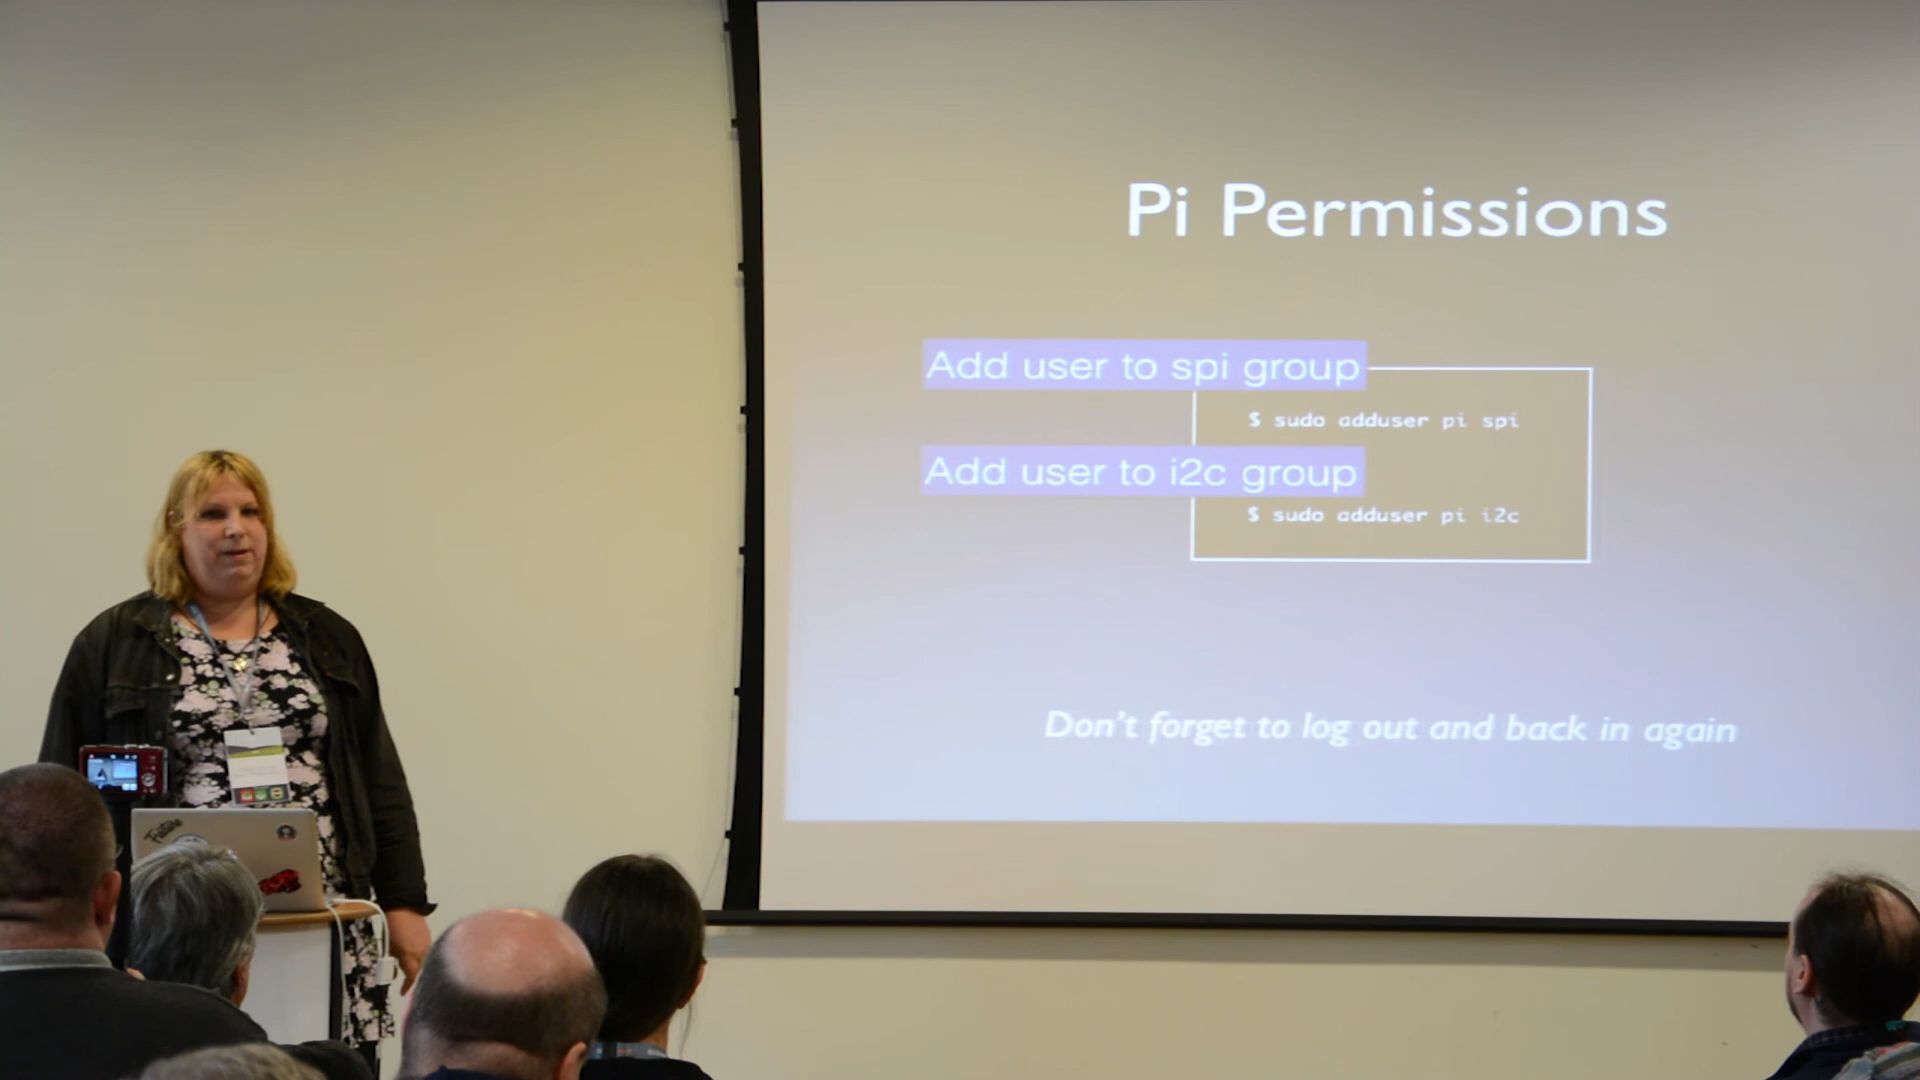 Pi Permissions
Add user to spi group
$ sudo adduser pi spi
Add user to i2c group
$ sudo adduser pi i2c
Don't forget to log out and back in again